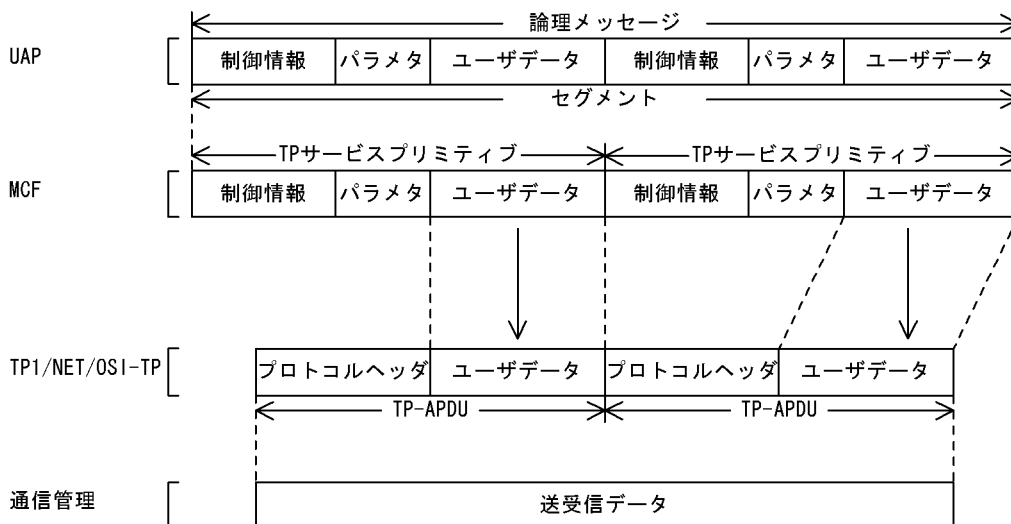 論理メッセージ
UAP 制御情報 パラメタ ユーザデータ 制御情報 パラメタ ユーザデータ
セグメント
TPサービスプリミティブ TPサービスプリミティブ
MCF 制御情報 パラメタ ユーザデータ 制御情報 パラメタ ユーザデータ
TP1/NET/OSI-TP プロトコルヘッダ ユーザデータ プロトコルヘッダ ユーザデータ
TP-APDU TP-APDU
通信管理 送受信データ